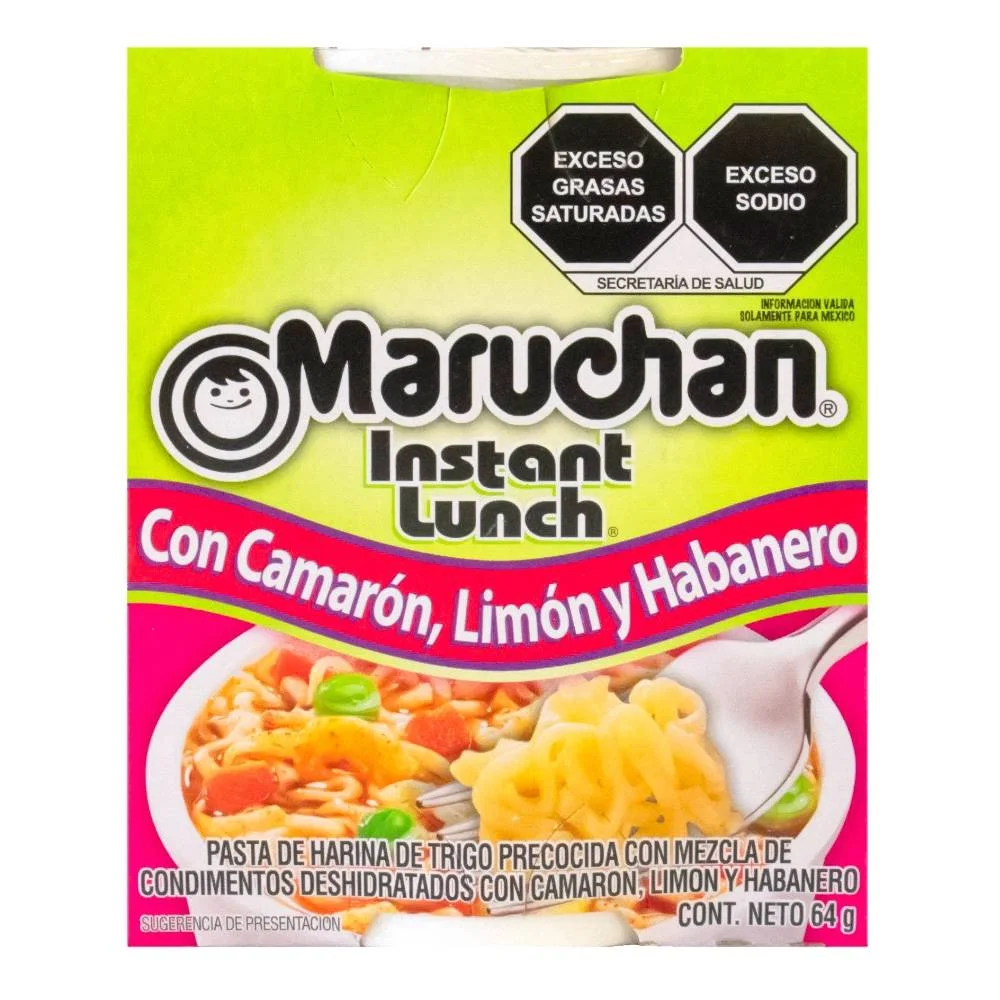 EXCESO
GRASAS
SATURADAS
EXCESO
SODIO
SECRETARÍA DE SALUD
INFORMACION VALIDA
SOLAMENTE PARA MEXICO
Maruchan®
Instant
Lunch®
Con Camarón, Limón y Habanero
PASTA DE HARINA DE TRIGO PRECOCIDA CON MEZCLA DE
CONDIMENTOS DESHIDRATADOS CON CAMARON, LIMON Y HABANERO
SUGERENCIA DE PRESENTACION
CONT. NETO 64 g